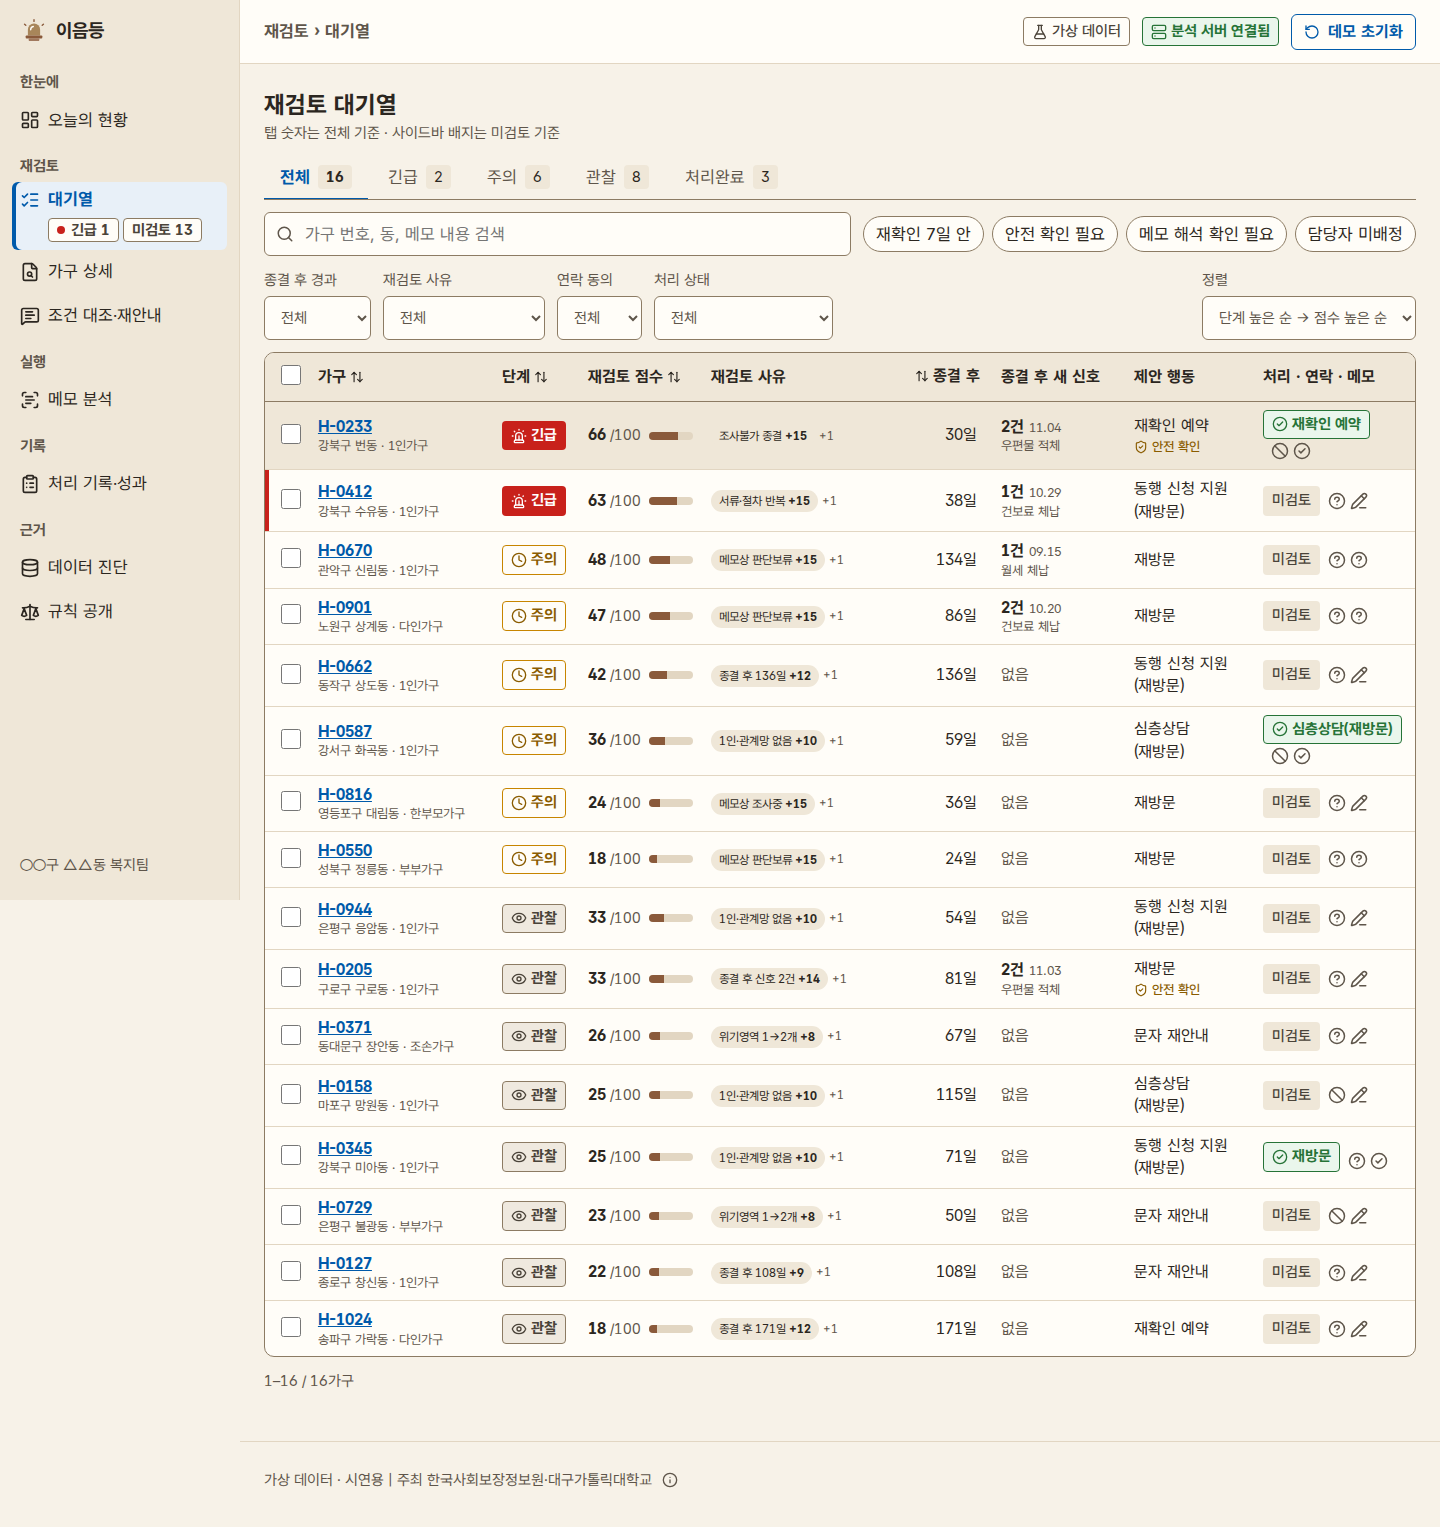 이음등
한눈에
오늘의 현황
재검토
대기열
긴급 1
미검토 13
가구 상세
조건 대조·재안내
실행
메모 분석
기록
처리 기록·성과
근거
데이터 진단
규칙 공개
○○구 △△동 복지팀
재검토 › 대기열
가상 데이터
분석 서버 연결됨
데모 초기화
재검토 대기열
탭 숫자는 전체 기준 · 사이드바 배지는 미검토 기준
전체 16
긴급 2
주의 6
관찰 8
처리완료 3
가구 번호, 동, 메모 내용 검색
재확인 7일 안
안전 확인 필요
메모 해석 확인 필요
담당자 미배정
종결 후 경과
재검토 사유
연락 동의
처리 상태
정렬
전체
전체
전체
전체
단계 높은 순 → 점수 높은 순
가구
단계
재검토 점수
재검토 사유
종결 후
종결 후 새 신호
제안 행동
처리 · 연락 · 메모
H-0233
강북구 번동 · 1인가구
긴급
66 /100
조사불가 종결 +15 +1
30일
2건 11.04
우편물 적체
재확인 예약
안전 확인
재확인 예약
H-0412
강북구 수유동 · 1인가구
긴급
63 /100
서류·절차 반복 +15 +1
38일
1건 10.29
건보료 체납
동행 신청 지원
(재방문)
미검토
H-0670
관악구 신림동 · 1인가구
주의
48 /100
메모상 판단보류 +15 +1
134일
1건 09.15
월세 체납
재방문
미검토
H-0901
노원구 상계동 · 다인가구
주의
47 /100
메모상 판단보류 +15 +1
86일
2건 10.20
건보료 체납
재방문
미검토
H-0662
동작구 상도동 · 1인가구
주의
42 /100
종결 후 136일 +12 +1
136일
없음
동행 신청 지원
(재방문)
미검토
H-0587
강서구 화곡동 · 1인가구
주의
36 /100
1인·관계망 없음 +10 +1
59일
없음
심층상담
(재방문)
심층상담(재방문)
H-0816
영등포구 대림동 · 한부모가구
주의
24 /100
메모상 조사중 +15 +1
36일
없음
재방문
미검토
H-0550
성북구 정릉동 · 부부가구
주의
18 /100
메모상 판단보류 +15 +1
24일
없음
재방문
미검토
H-0944
은평구 응암동 · 1인가구
관찰
33 /100
1인·관계망 없음 +10 +1
54일
없음
동행 신청 지원
(재방문)
미검토
H-0205
구로구 구로동 · 1인가구
관찰
33 /100
종결 후 신호 2건 +14 +1
81일
2건 11.03
우편물 적체
재방문
안전 확인
미검토
H-0371
동대문구 장안동 · 조손가구
관찰
26 /100
위기영역 1→2개 +8 +1
67일
없음
문자 재안내
미검토
H-0158
마포구 망원동 · 1인가구
관찰
25 /100
1인·관계망 없음 +10 +1
115일
없음
심층상담
(재방문)
미검토
H-0345
강북구 미아동 · 1인가구
관찰
25 /100
1인·관계망 없음 +10 +1
71일
없음
동행 신청 지원
(재방문)
재방문
H-0729
은평구 불광동 · 부부가구
관찰
23 /100
위기영역 1→2개 +8 +1
50일
없음
문자 재안내
미검토
H-0127
종로구 창신동 · 1인가구
관찰
22 /100
종결 후 108일 +9 +1
108일
없음
문자 재안내
미검토
H-1024
송파구 가락동 · 다인가구
관찰
18 /100
종결 후 171일 +12 +1
171일
없음
재확인 예약
미검토
1–16 / 16가구
가상 데이터 · 시연용 | 주최 한국사회보장정보원·대구가톨릭대학교